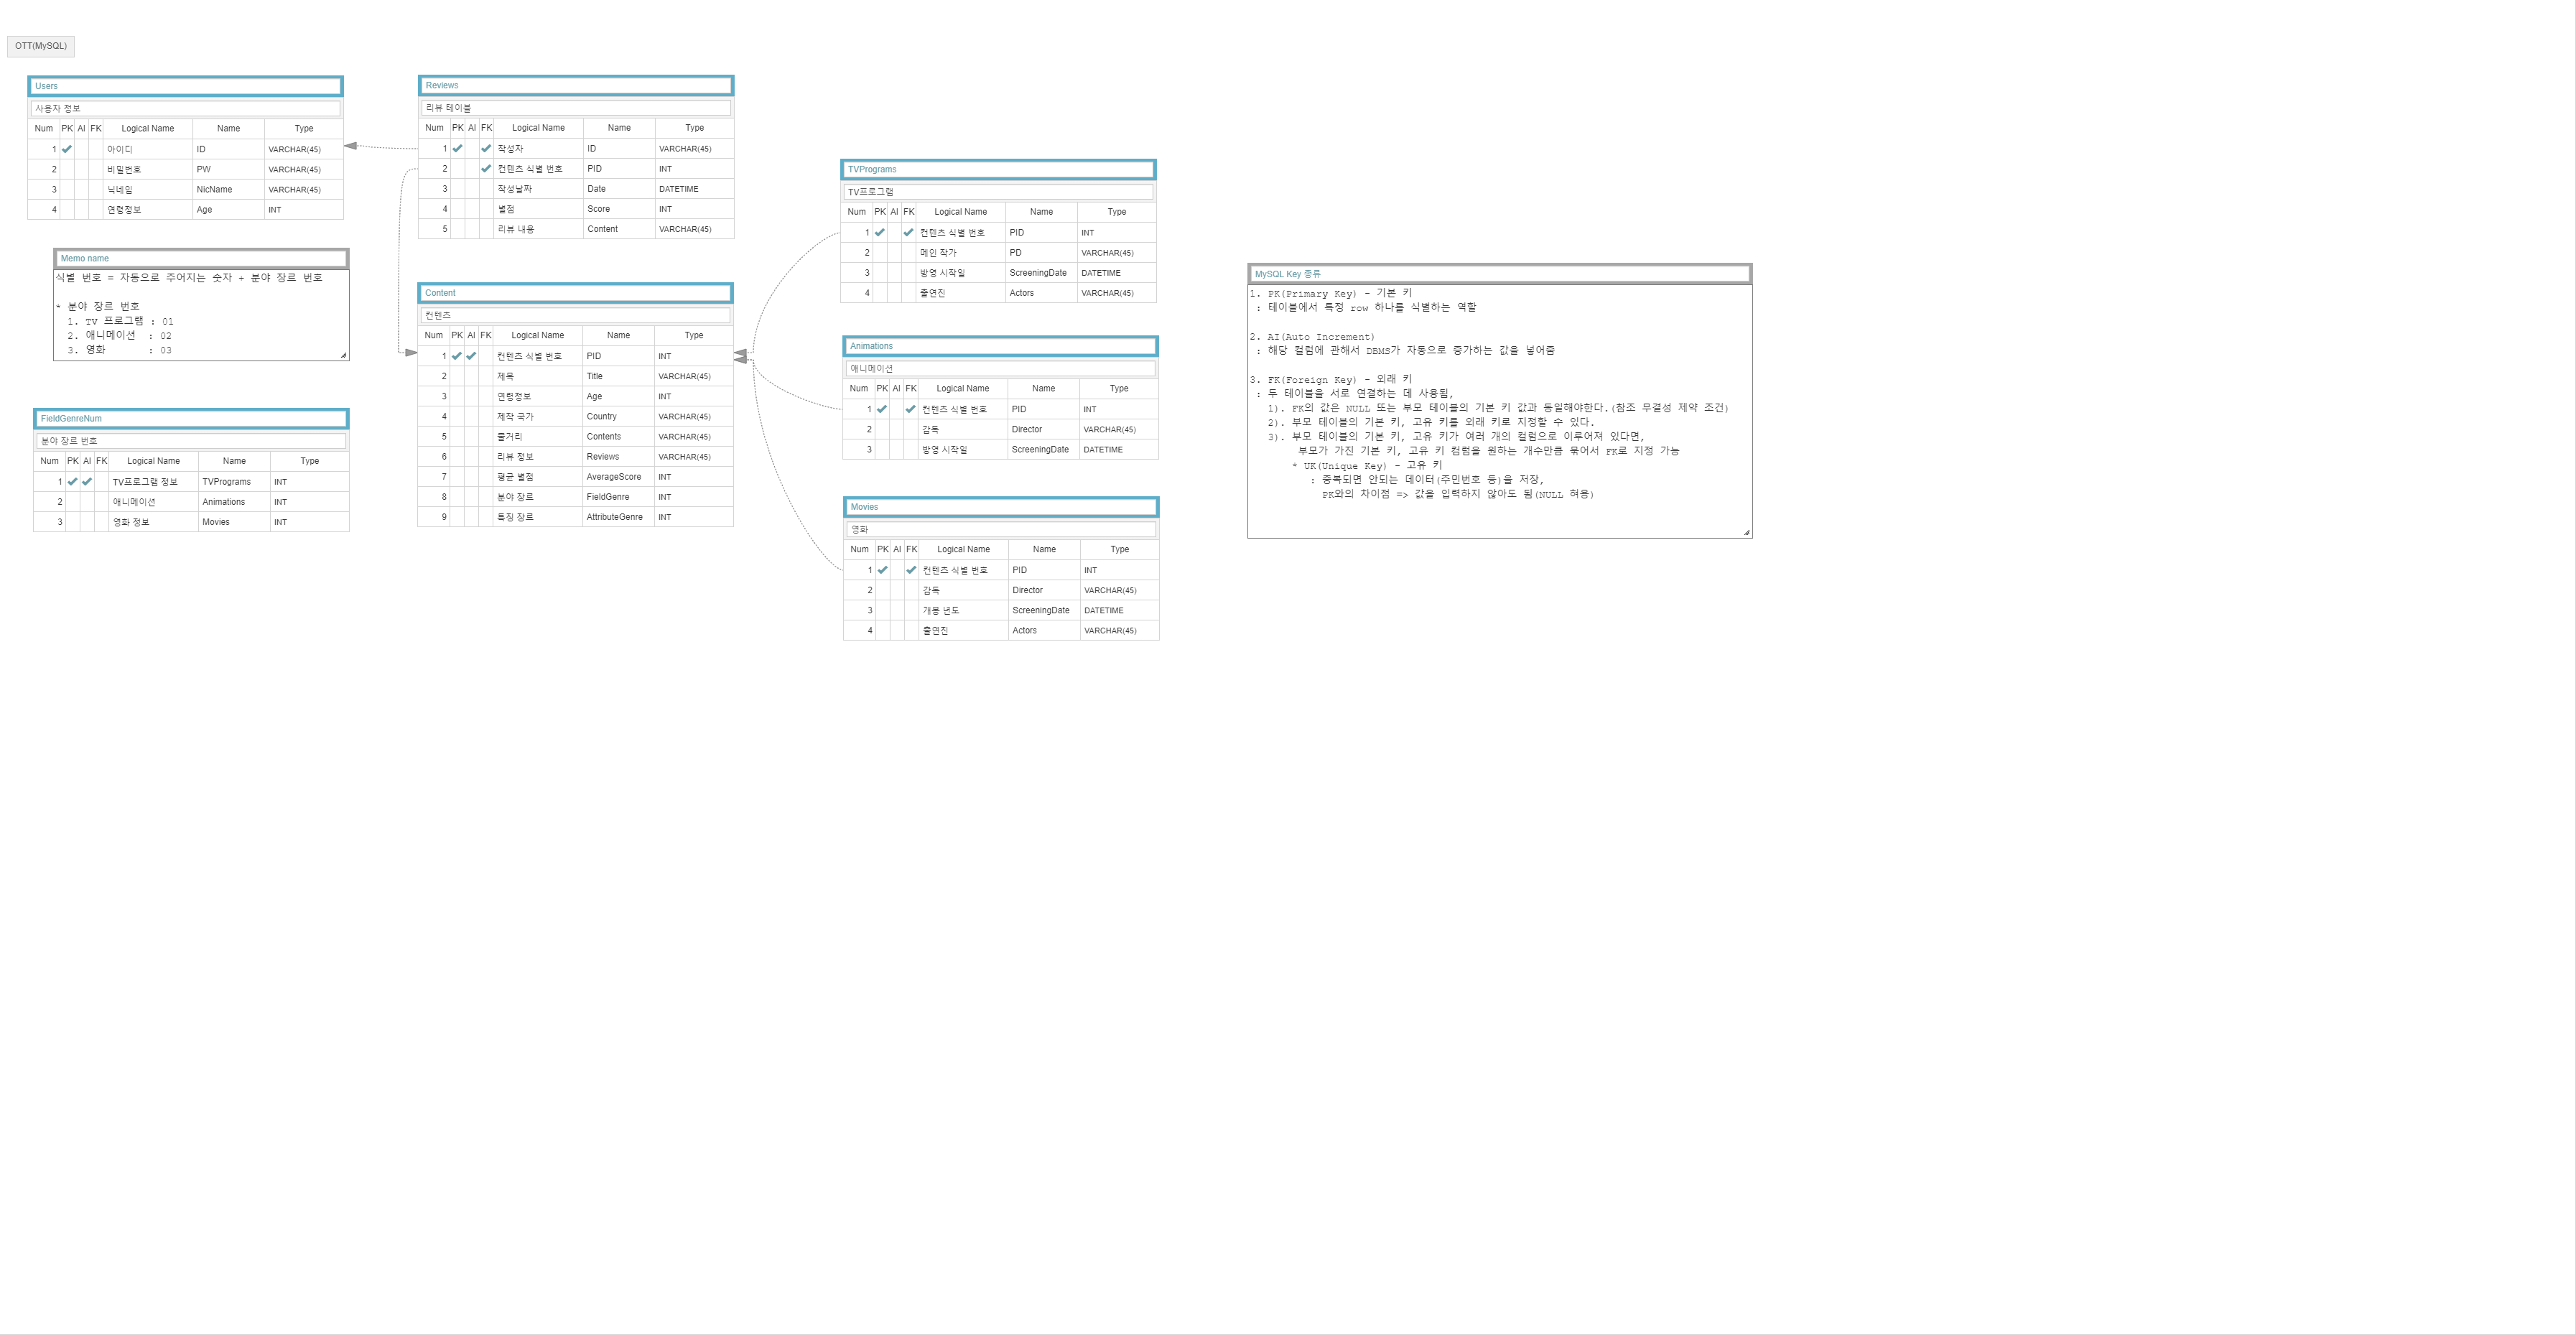 OTT(MySQL)
Users
사용자 정보
Num PK AI FK Logical Name Name Type
1 아이디 ID VARCHAR(45)
2 비밀번호 PW VARCHAR(45)
3 닉네임 NicName VARCHAR(45)
4 연령정보 Age INT
Memo name
식별 번호 = 자동으로 주어지는 숫자 + 분야 장르 번호
* 분야 장르 번호
1. TV 프로그램 : 01
2. 애니메이션 : 02
3. 영화 : 03
FieldGenreNum
분야 장르 번호
Num PK AI FK Logical Name Name Type
1 TV프로그램 정보 TVPrograms INT
2 애니메이션 Animations INT
3 영화 정보 Movies INT
Reviews
리뷰 테이블
Num PK AI FK Logical Name Name Type
1 작성자 ID VARCHAR(45)
2 컨텐츠 식별 번호 PID INT
3 작성날짜 Date DATETIME
4 별점 Score INT
5 리뷰 내용 Content VARCHAR(45)
Content
컨텐츠
Num PK AI FK Logical Name Name Type
1 컨텐츠 식별 번호 PID INT
2 제목 Title VARCHAR(45)
3 연령정보 Age INT
4 제작 국가 Country VARCHAR(45)
5 줄거리 Contents VARCHAR(45)
6 리뷰 정보 Reviews VARCHAR(45)
7 평균 별점 AverageScore INT
8 분야 장르 FieldGenre INT
9 특징 장르 AttributeGenre INT
TVPrograms
TV프로그램
Num PK AI FK Logical Name Name Type
1 컨텐츠 식별 번호 PID INT
2 메인 작가 PD VARCHAR(45)
3 방영 시작일 ScreeningDate DATETIME
4 출연진 Actors VARCHAR(45)
Animations
애니메이션
Num PK AI FK Logical Name Name Type
1 컨텐츠 식별 번호 PID INT
2 감독 Director VARCHAR(45)
3 방영 시작일 ScreeningDate DATETIME
Movies
영화
Num PK AI FK Logical Name Name Type
1 컨텐츠 식별 번호 PID INT
2 감독 Director VARCHAR(45)
3 개봉 년도 ScreeningDate DATETIME
4 출연진 Actors VARCHAR(45)
MySQL Key 종류
1. PK(Primary Key) - 기본 키
: 테이블에서 특정 row 하나를 식별하는 역할
2. AI(Auto Increment)
: 해당 컬럼에 관해서 DBMS가 자동으로 증가하는 값을 넣어줌
3. FK(Foreign Key) - 외래 키
: 두 테이블을 서로 연결하는 데 사용됨,
1). FK의 값은 NULL 또는 부모 테이블의 기본 키 값과 동일해야한다.(참조 무결성 제약 조건)
2). 부모 테이블의 기본 키, 고유 키를 외래 키로 지정할 수 있다.
3). 부모 테이블의 기본 키, 고유 키가 여러 개의 컬럼으로 이루어져 있다면,
부모가 가진 기본 키, 고유 키 컴럼을 원하는 개수만큼 묶어서 FK로 지정 가능
* UK(Unique Key) - 고유 키
: 중복되면 안되는 데이터(주민번호 등)을 저장,
PK와의 차이점 => 값을 입력하지 않아도 됨(NULL 허용)